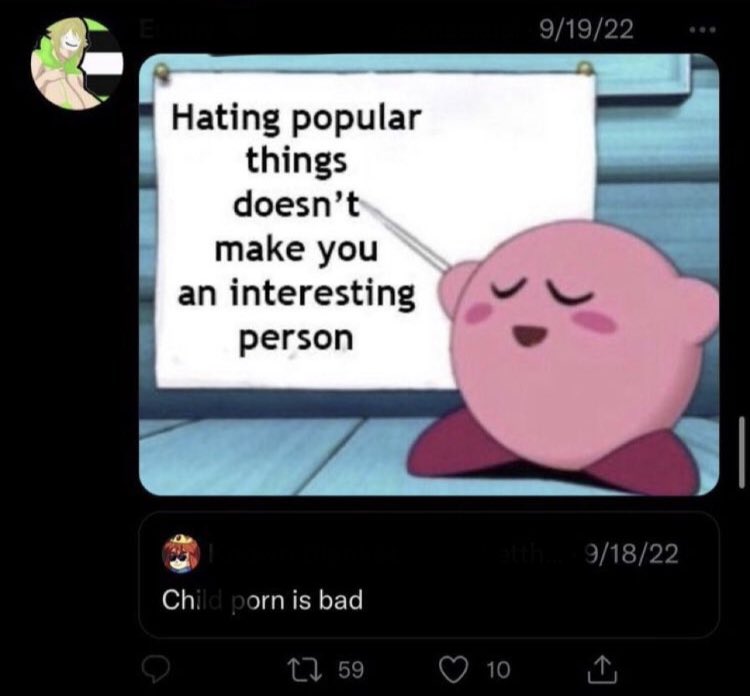 9/19/22
Hating popular
things
doesn't
make you
an interesting
person
9/18/22
Child porn is bad
59
10